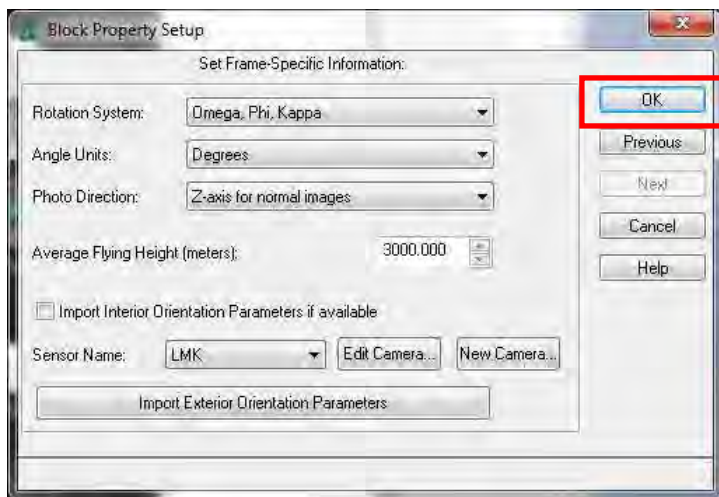 Block Property Setup
Set Frame-Specific Information:
Rotation System: Omega, Phi, Kappa
OK
Angle Units: Degrees
Previous
Photo Direction: Z-axis for normal images
Next
Cancel
Average Flying Height (meters): 3000.000
Help
Import Interior Orientation Parameters if available
Sensor Name: LMK Edit Camera... New Camera...
Import Exterior Orientation Parameters